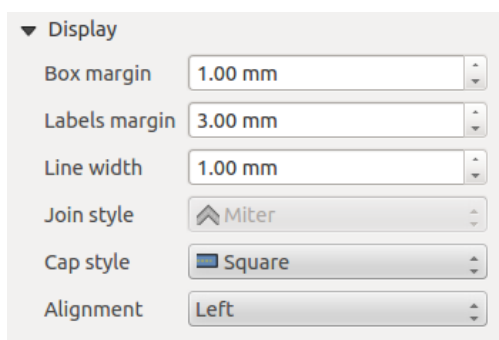 Display
Box margin 1.00 mm
Labels margin 3.00 mm
Line width 1.00 mm
Join style Miter
Cap style Square
Alignment Left